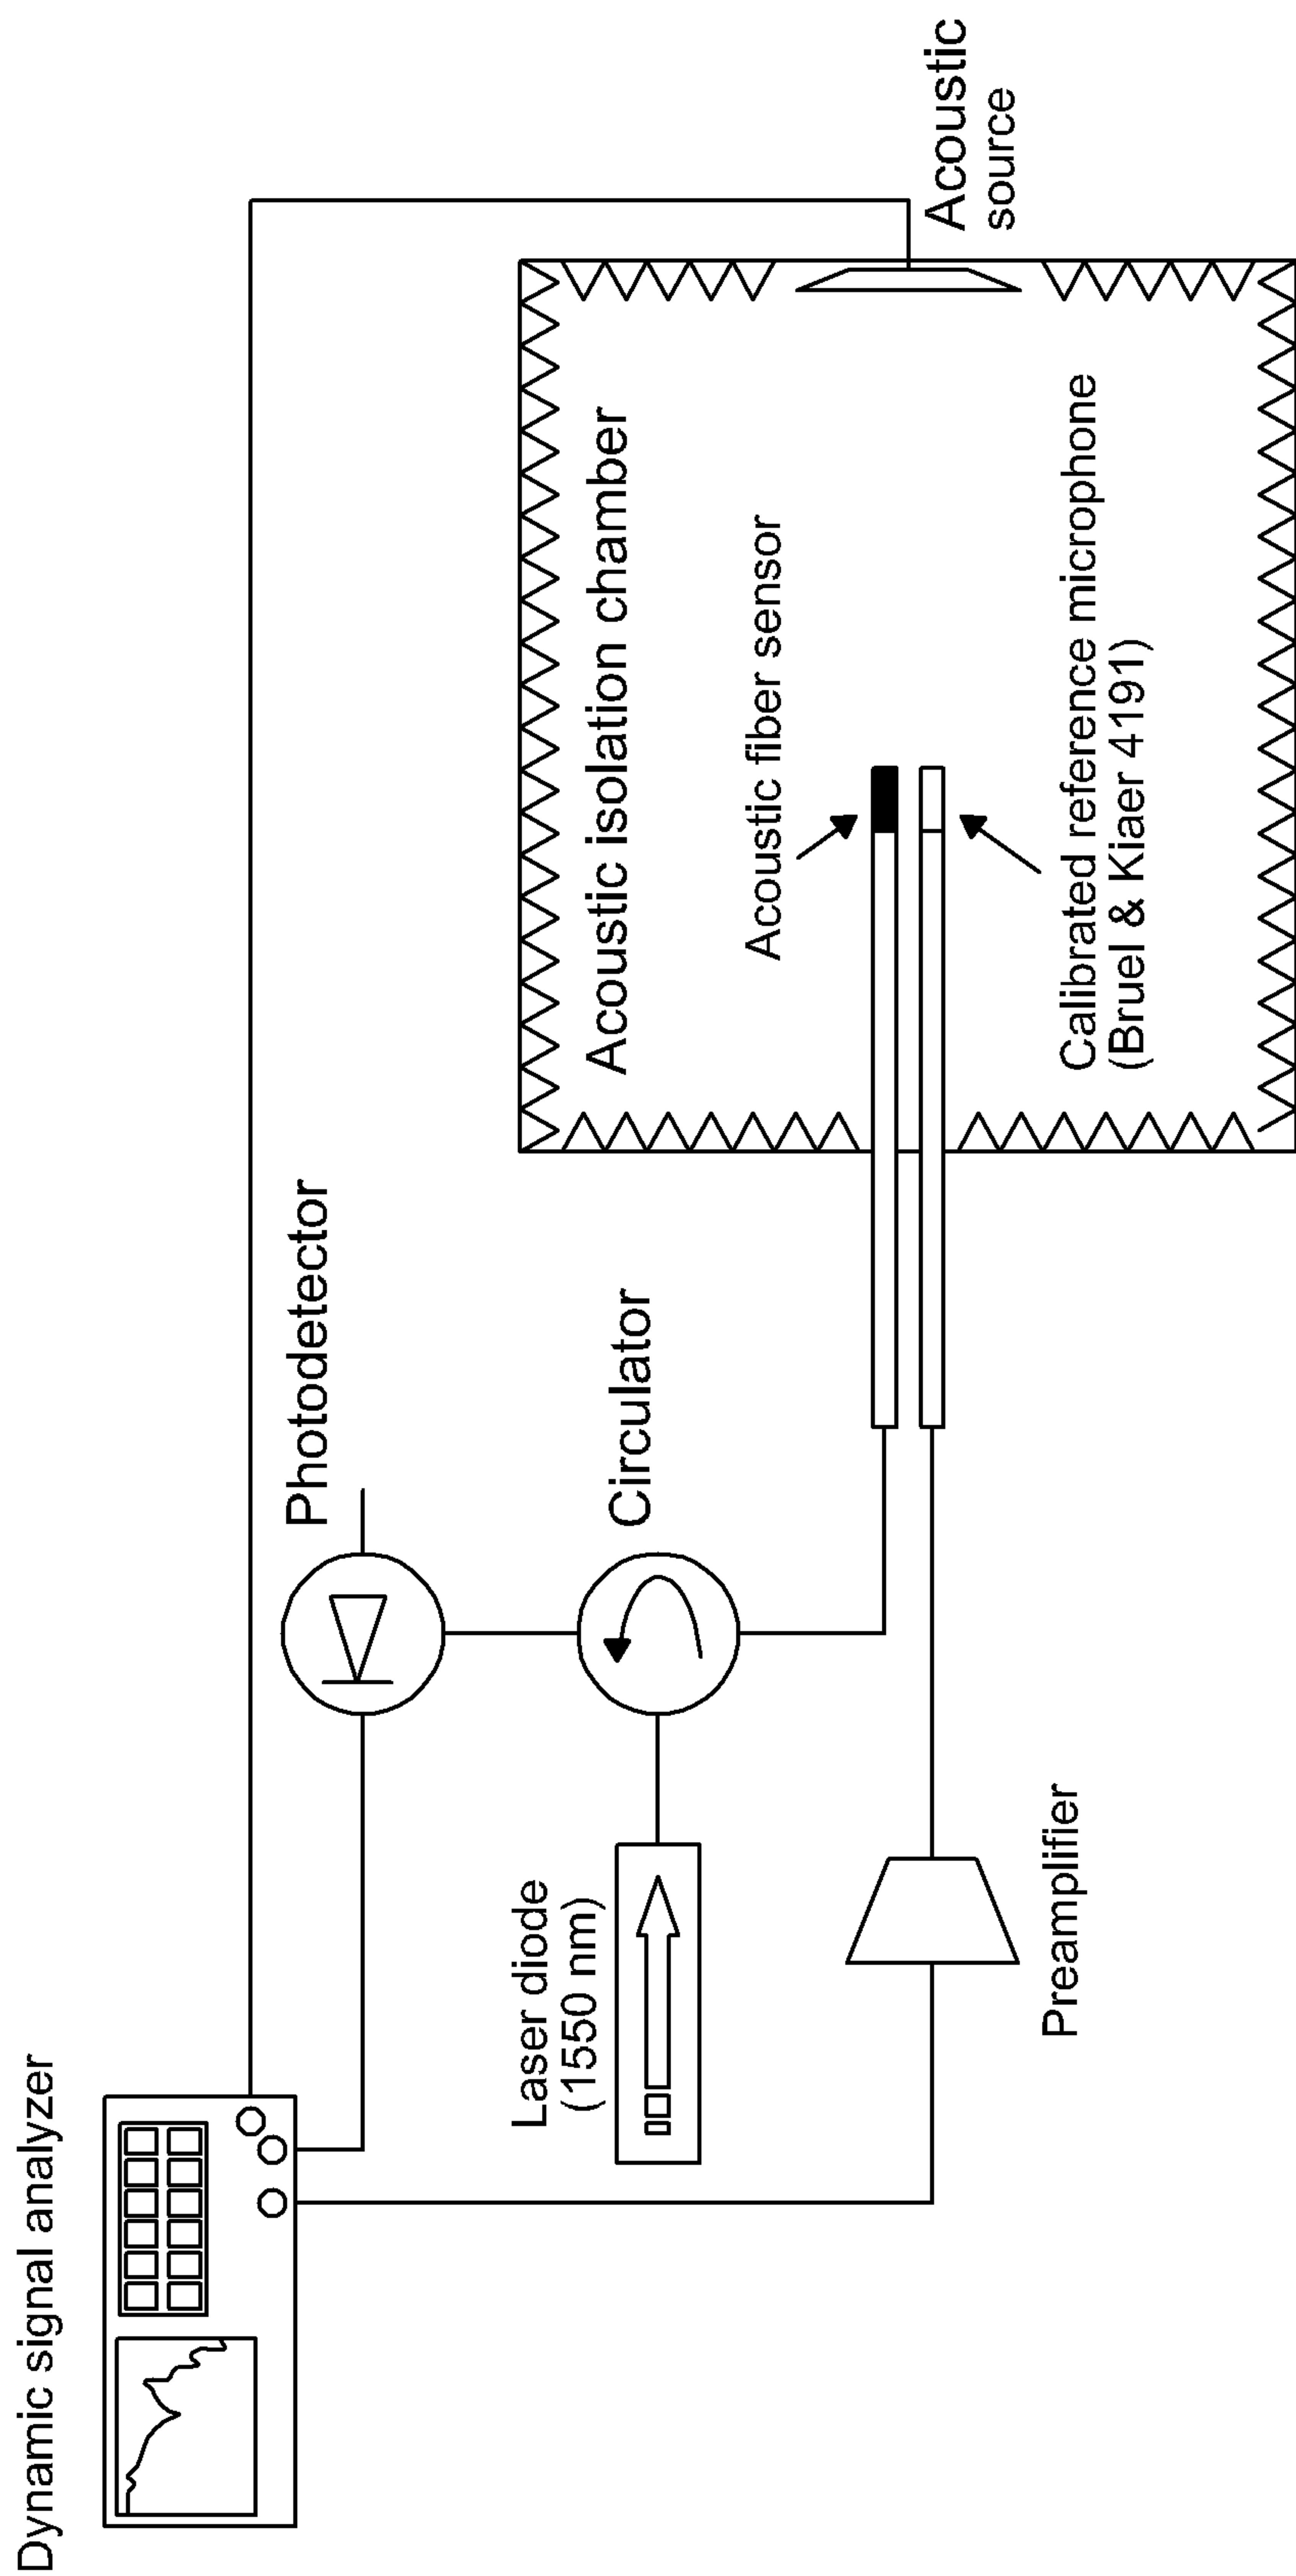 Dynamic signal analyzer
Photodetector
Laser diode
(1550 nm)
Circulator
Acoustic isolation chamber
Acoustic fiber sensor
Acoustic
source
Preamplifier
Calibrated reference microphone
(Bruel & Kiaer 4191)